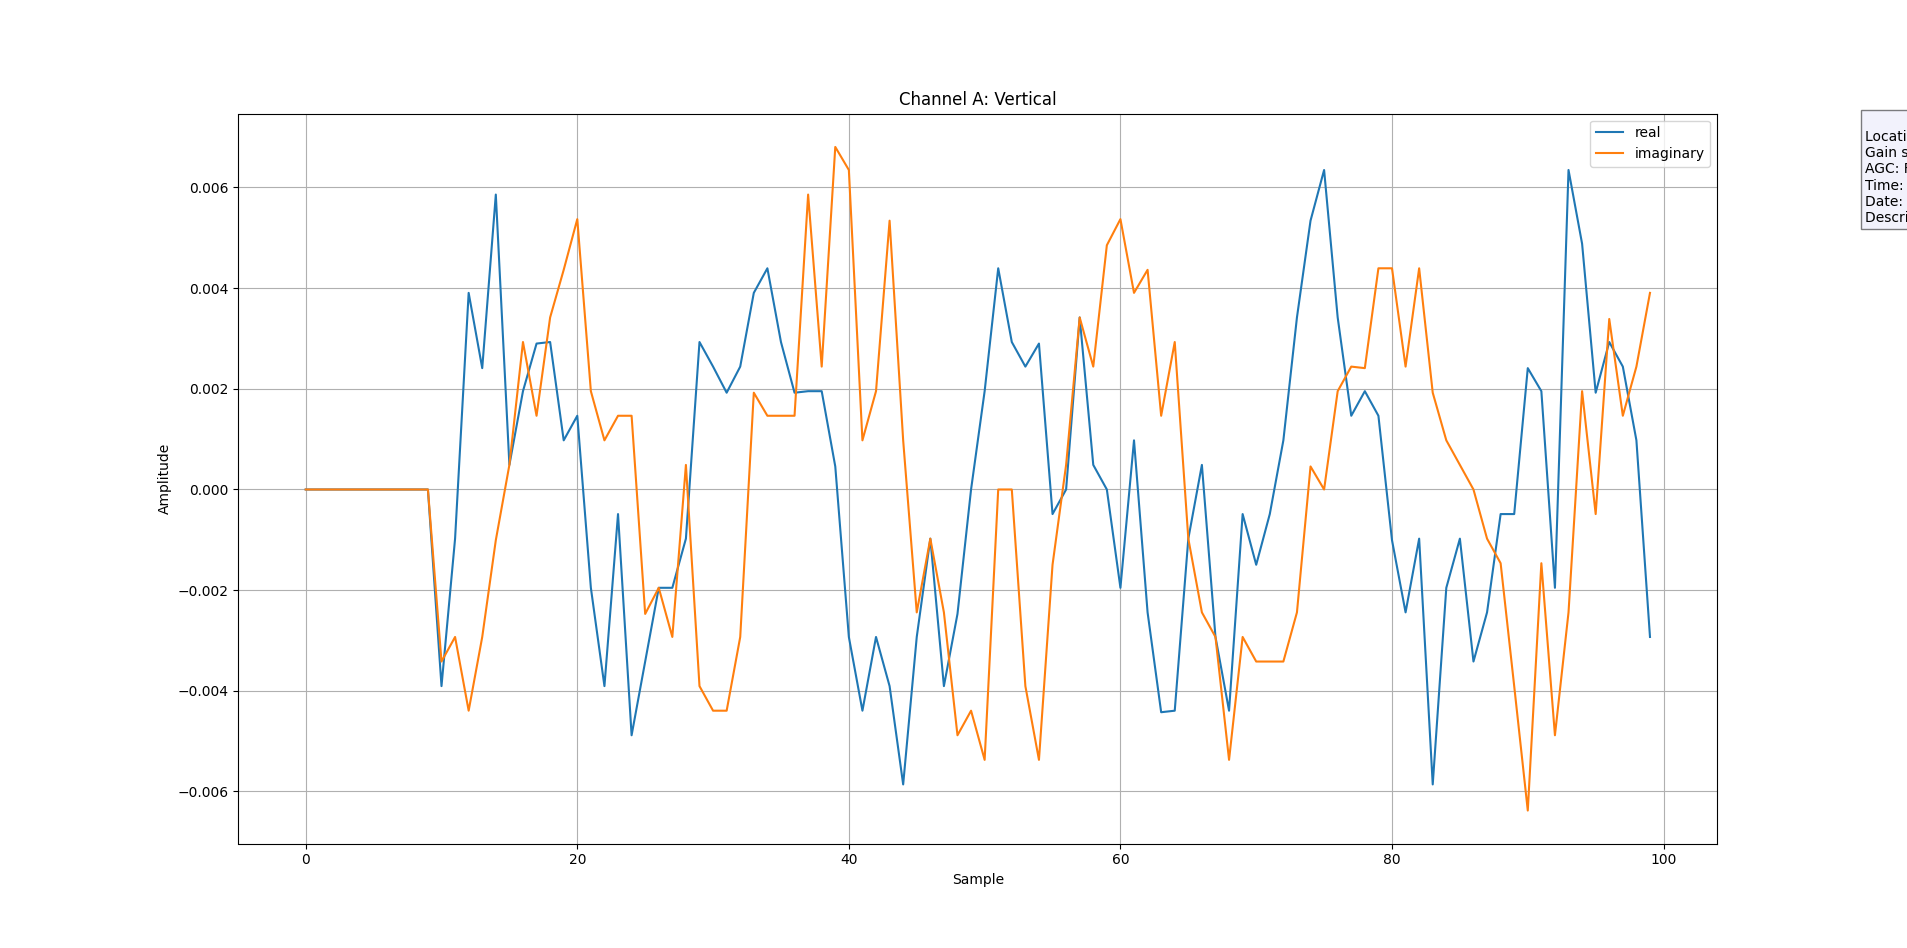 Channel A: Vertical
real
imaginary
Locati
Gain s
AGC:
Time:
Date:
Descri
0.006
0.004
0.002
0.000
−0.002
−0.004
−0.006
Amplitude
0 20 40 60 80 100
Sample